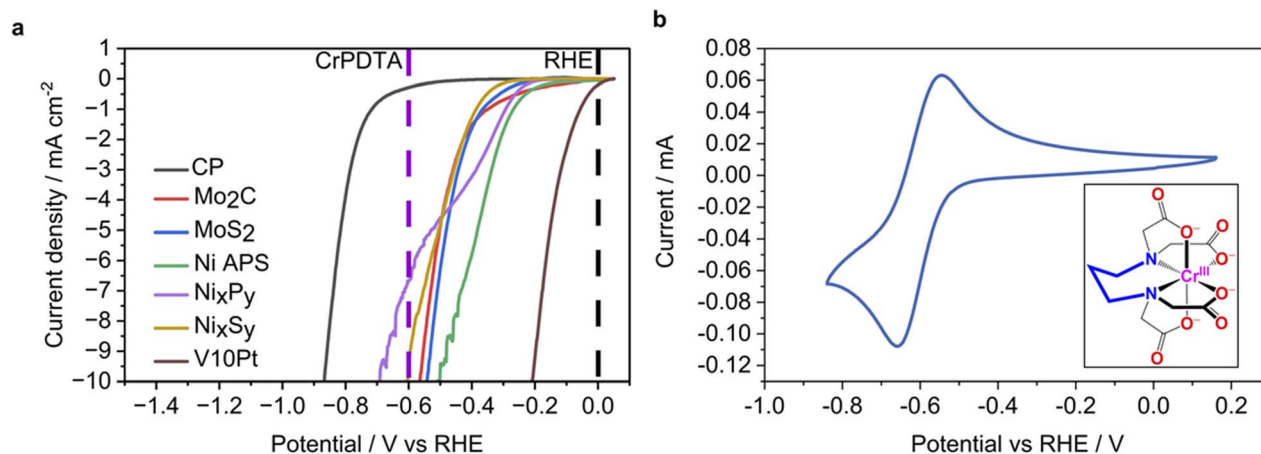 a
CrPDTA
RHE
1
0
−1
−2
−3
−4
−5
−6
−7
−8
−9
−10
Current density / mA cm⁻²
CP
Mo₂C
MoS₂
Ni APS
NiₓPᵧ
NiₓSᵧ
V10Pt
−1.4 −1.2 −1.0 −0.8 −0.6 −0.4 −0.2 0.0
Potential / V vs RHE
b
0.08
0.06
0.04
0.02
0.00
-0.02
-0.04
-0.06
-0.08
-0.10
-0.12
Current / mA
O
O
O⁻
O⁻
N
Crᴵᴵᴵ
N
O⁻
O
O⁻
O
-1.0 -0.8 -0.6 -0.4 -0.2 0.0 0.2
Potential vs RHE / V